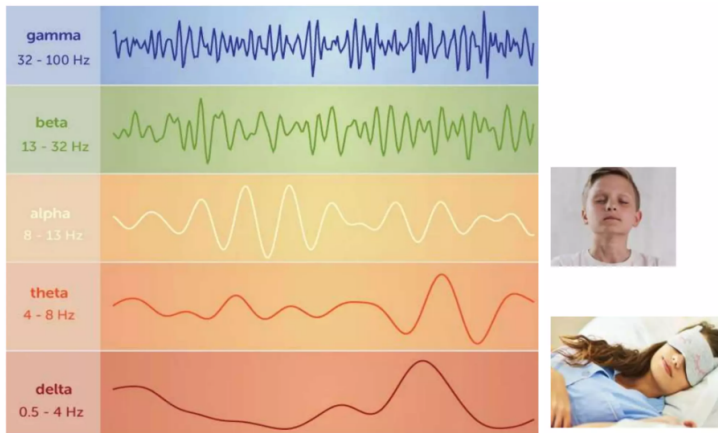 gamma
32 - 100 Hz
beta
13 - 32 Hz
alpha
8 - 13 Hz
theta
4 - 8 Hz
delta
0.5 - 4 Hz